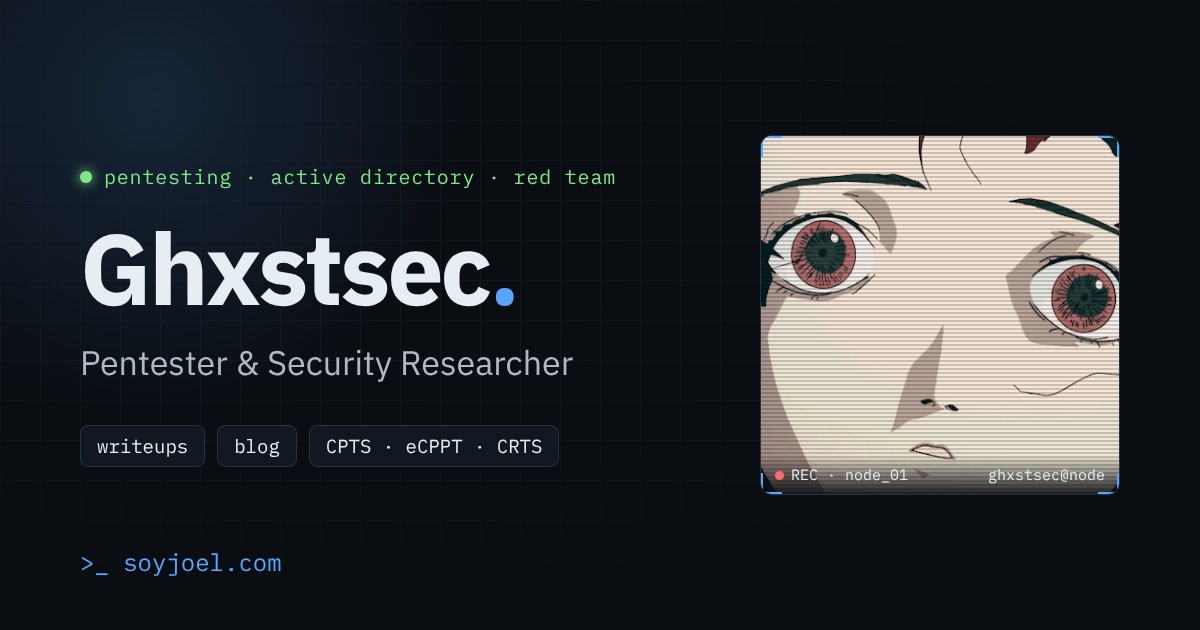 pentesting · active directory · red team
Ghxstsec.
Pentester & Security Researcher
writeups
blog
CPTS · eCPPT · CRTS
REC · node_01
ghxstsec@node
>_ soyjoel.com